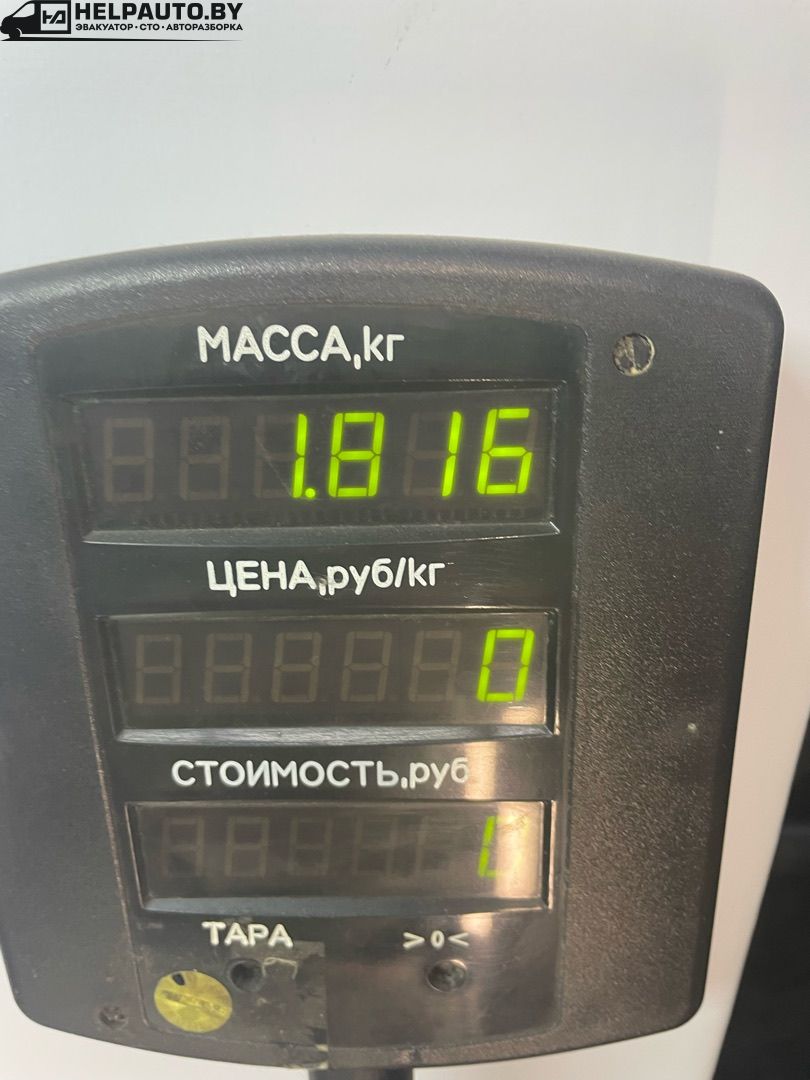 HELPAUTO.BY
ЭВАКУАТОР • СТО • АВТОРАЗБОРКА
МАССА,кг
1.816
ЦЕНА,руб/кг
0
СТОИМОСТЬ,руб
ТАРА >0<